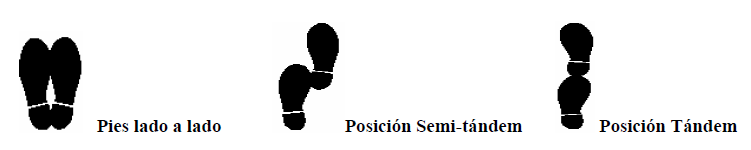 Pies lado a lado
Posición Semi-tándem
Posición Tándem